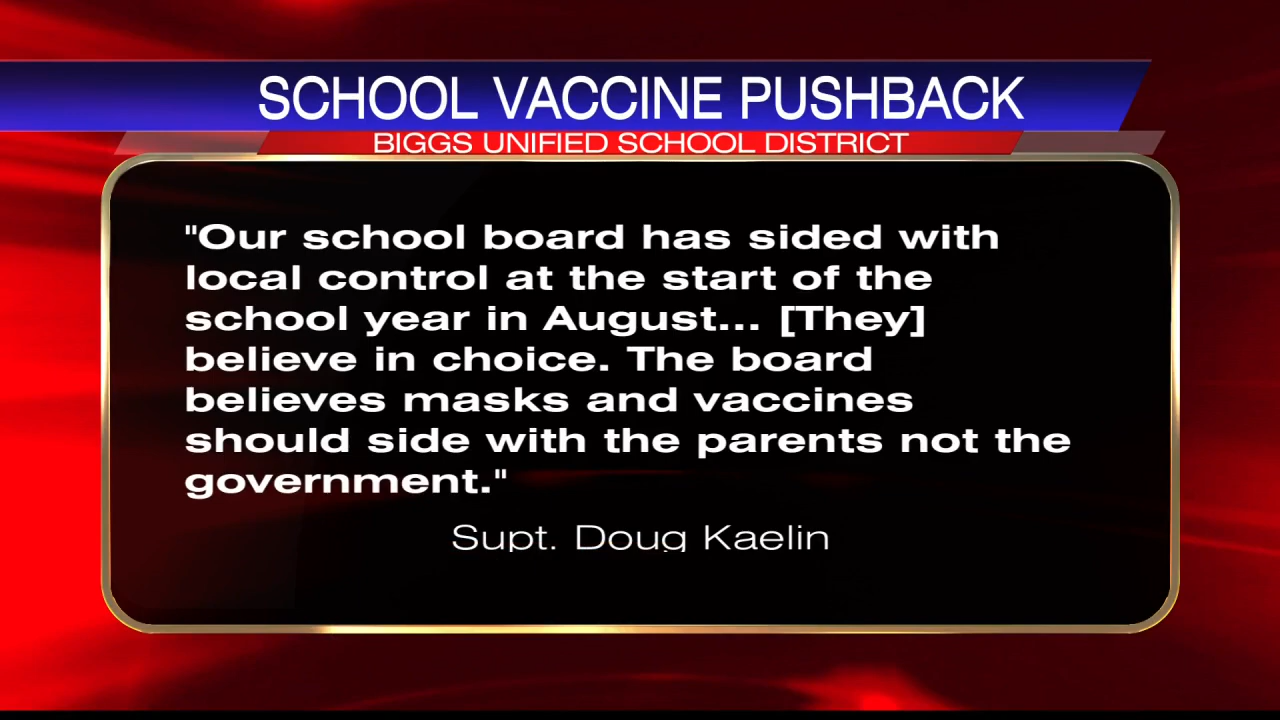 SCHOOL VACCINE PUSHBACK
BIGGS UNIFIED SCHOOL DISTRICT
"Our school board has sided with
local control at the start of the
school year in August... [They]
believe in choice. The board
believes masks and vaccines
should side with the parents not the
government."
Supt. Doug Kaelin